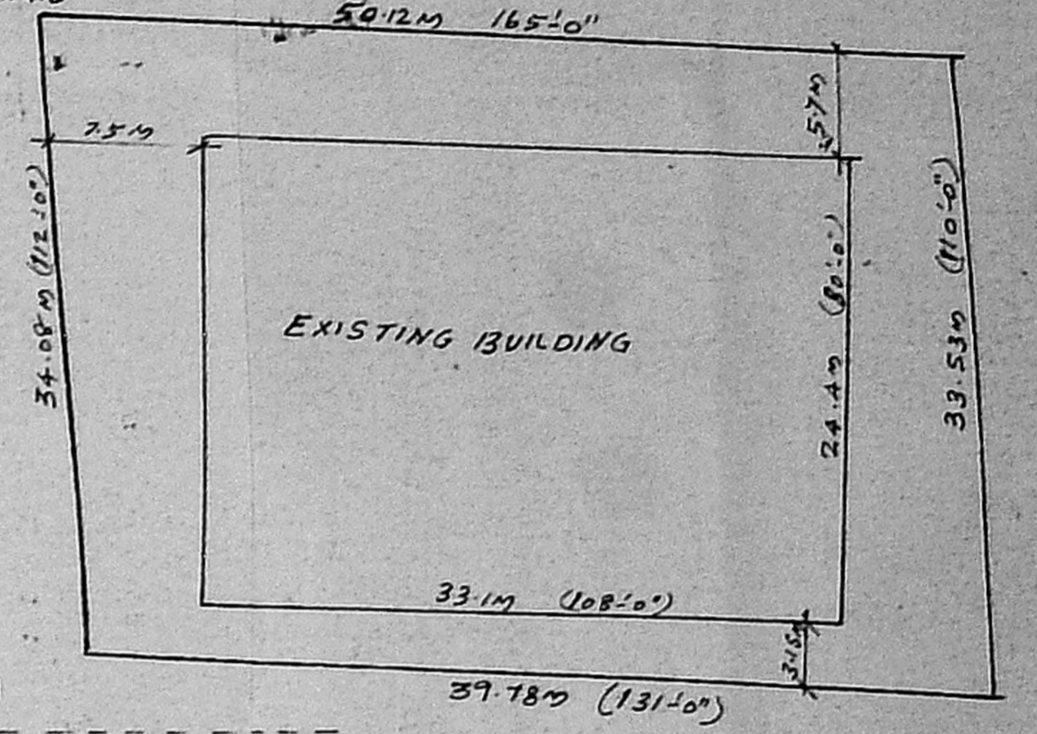 50.12M 165'-0"
5.7M
7.5M
34.08M (112'-0")
EXISTING BUILDING
24.4M (80'-0")
33.53M (110'-0")
33.1M (108'-0")
3.15M
39.78M (131'-0")